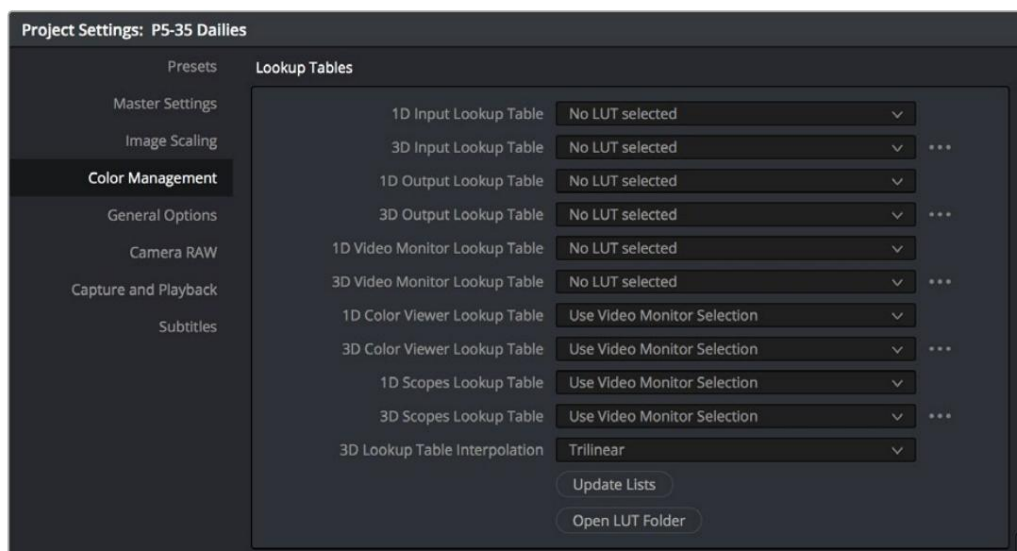 Project Settings: P5-35 Dailies
Presets
Master Settings
Image Scaling
Color Management
General Options
Camera RAW
Capture and Playback
Subtitles
Lookup Tables
1D Input Lookup Table No LUT selected
3D Input Lookup Table No LUT selected
1D Output Lookup Table No LUT selected
3D Output Lookup Table No LUT selected
1D Video Monitor Lookup Table No LUT selected
3D Video Monitor Lookup Table No LUT selected
1D Color Viewer Lookup Table Use Video Monitor Selection
3D Color Viewer Lookup Table Use Video Monitor Selection
1D Scopes Lookup Table Use Video Monitor Selection
3D Scopes Lookup Table Use Video Monitor Selection
3D Lookup Table Interpolation Trilinear
Update Lists
Open LUT Folder